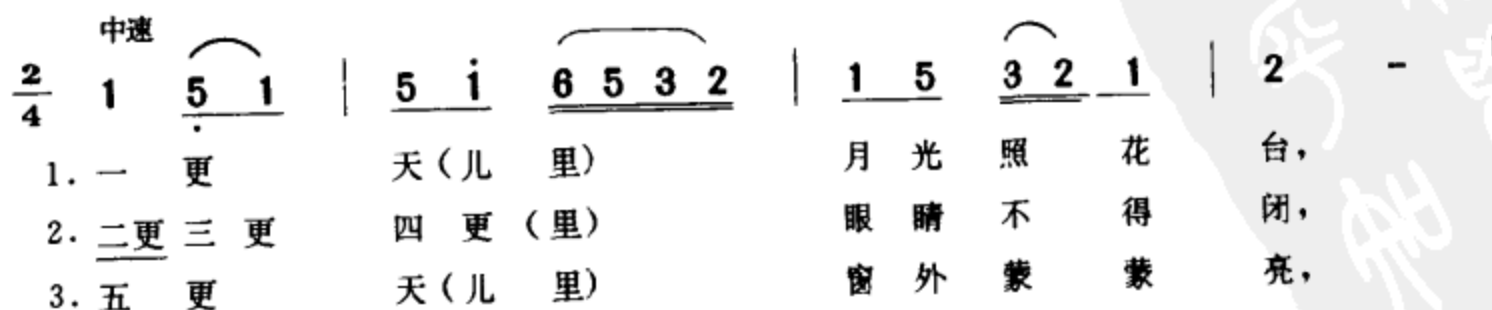 中速
2/4 1 5̣ 1 | 5 i̇ 6 5 3 2 | 1 5 3 2 1 | 2 -
1. 一 更 天（儿 里） 月 光 照 花 台，
2. 二更 三 更 四 更（里） 眼 睛 不 得 闭，
3. 五 更 天（儿 里） 窗 外 蒙 蒙 亮，